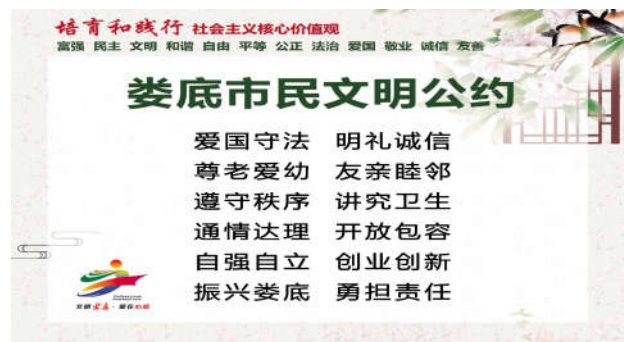 培育和践行 社会主义核心价值观
富强 民主 文明 和谐 自由 平等 公正 法治 爱国 敬业 诚信 友善
娄底市民文明公约
爱国守法 明礼诚信
尊老爱幼 友亲睦邻
遵守秩序 讲究卫生
通情达理 开放包容
自强自立 创业创新
振兴娄底 勇担责任